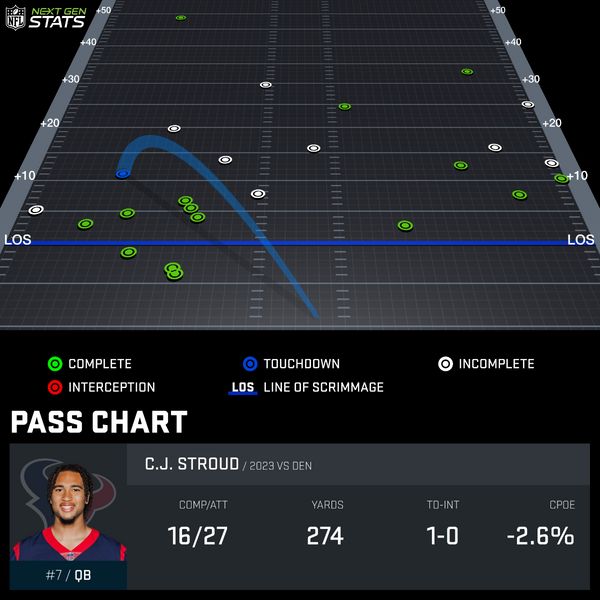 NFL NEXT GEN STATS
+50 +50
+30 +30
+20 +20
+10 +10
LOS LOS
COMPLETE TOUCHDOWN INCOMPLETE
INTERCEPTION LOS LINE OF SCRIMMAGE
PASS CHART
C.J. STROUD / 2023 VS DEN
COMP/ATT YARDS TD-INT CPOE
16/27 274 1-0 -2.6%
#7 / QB